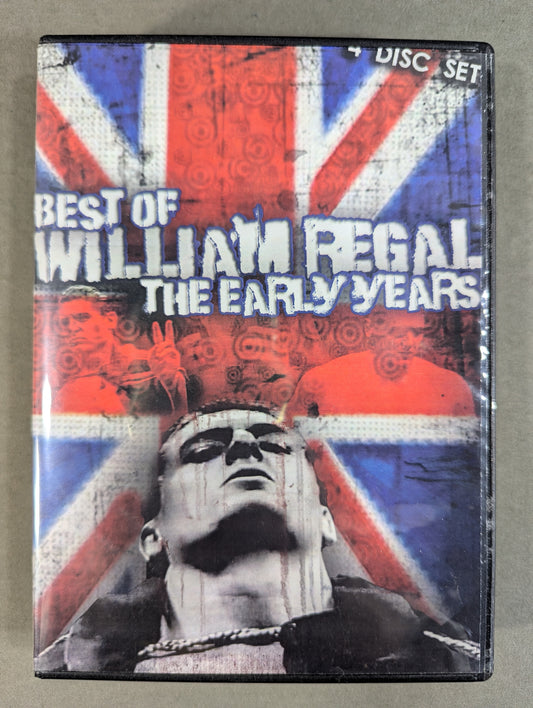 4 DISC SET
BEST OF
WILLIAM REGAL
THE EARLY YEARS